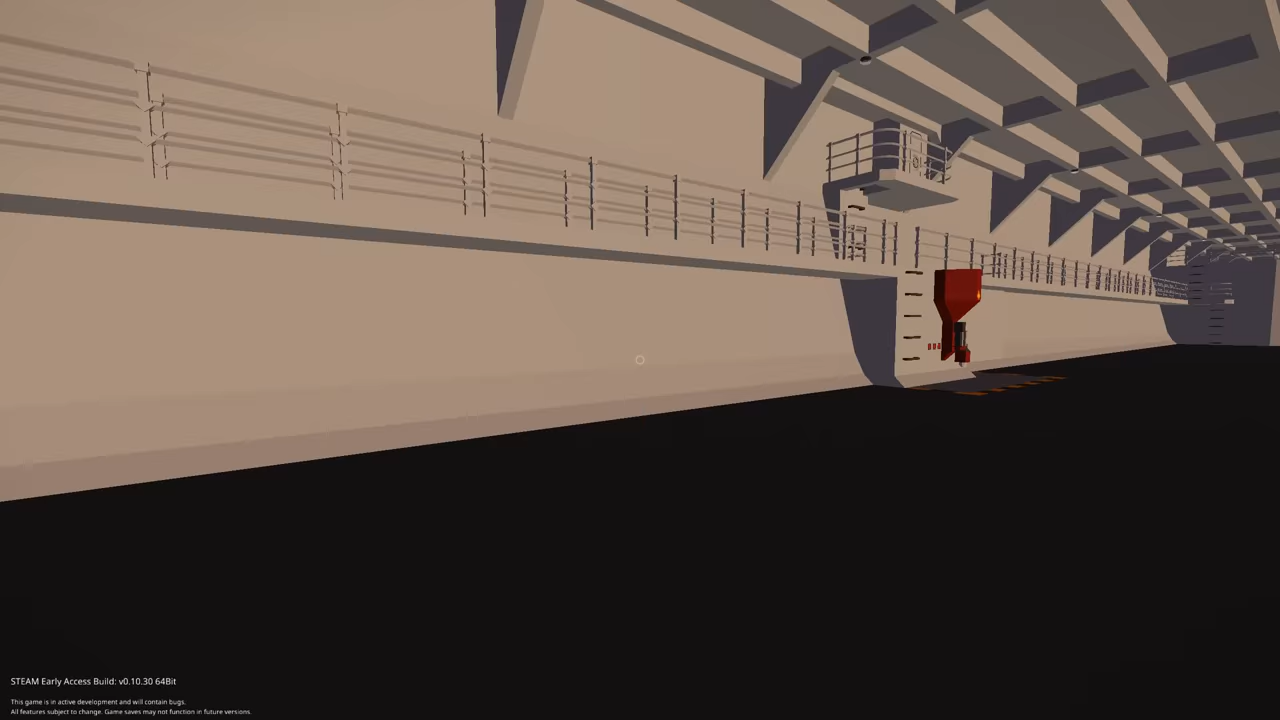 STEAM Early Access Build: v0.10.30 64Bit
This game is in active development and will contain bugs.
All features subject to change. Game saves may not function in future versions.